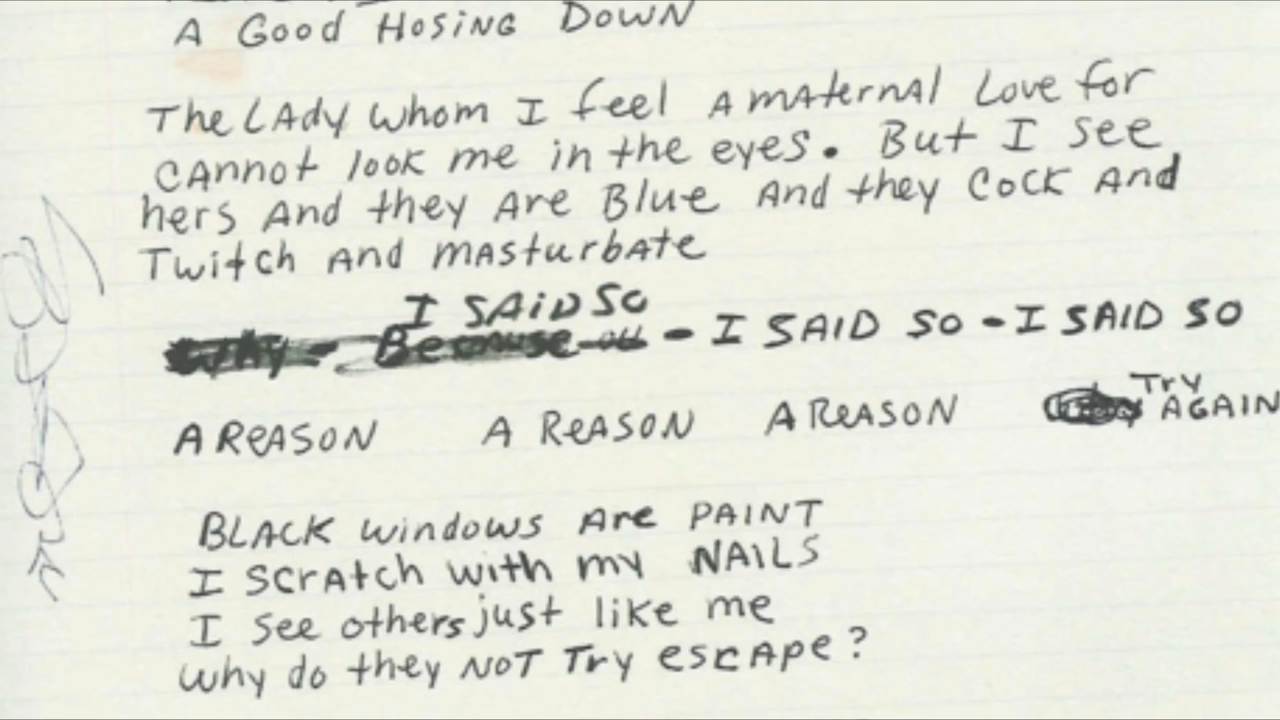 A Good Hosing Down
The Lady whom I feel a maternal Love for
cannot look me in the eyes. But I see
hers and they are Blue and they cock and
Twitch and masturbate
I SAID SO
Why - Because - I SAID SO - I SAID SO
A REASON A REASON A REASON Try AGAIN
BLACK windows are PAINT
I scratch with my NAILS
I see others just like me
why do they NOT Try escape?